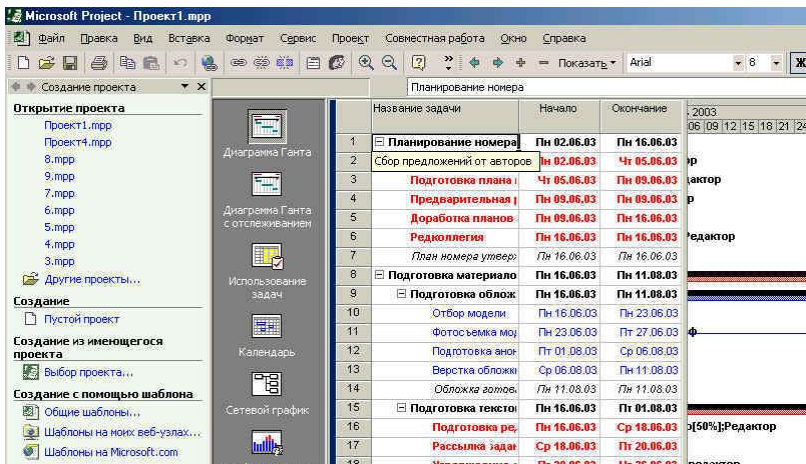 Microsoft Project - Проект1.mpp
Файл Правка Вид Вставка Формат Сервис Проект Совместная работа Окно Справка
Показать Arial 8 Ж
Создание проекта
Планирование номера
Открытие проекта
Проект1.mpp
Проект4.mpp
8.mpp
9.mpp
7.mpp
6.mpp
5.mpp
4.mpp
3.mpp
Другие проекты...
Создание
Пустой проект
Создание из имеющегося
проекта
Выбор проекта...
Создание с помощью шаблона
Общие шаблоны...
Шаблоны на моих веб-узлах...
Шаблоны на Microsoft.com
Диаграмма Ганта
Диаграмма Ганта
с отслеживанием
Использование
задач
Календарь
Сетевой график
Название задачи Начало Окончание 2003
06 09 12 15 18 21 24
1 Планирование номера Пн 02.06.03 Пн 16.06.03
2 Сбор предложений от авторов Пн 02.06.03 Чт 05.06.03
3 Подготовка плана Чт 05.06.03 Пн 09.06.03 дактор
4 Предварительная Пн 09.06.03 Пн 09.06.03 р
5 Доработка планов Пн 09.06.03 Пн 16.06.03
6 Редколлегия Пн 16.06.03 Пн 16.06.03 Редактор
7 План номера утвер Пн 16.06.03 Пн 16.06.03
8 Подготовка материало Пн 16.06.03 Пн 11.08.03
9 Подготовка облож Пн 16.06.03 Пн 11.08.03
10 Отбор модели Пн 16.06.03 Пн 23.06.03
11 Фотосъемка мод Пн 23.06.03 Пт 27.06.03 ф
12 Подготовка анон Пт 01.08.03 Ср 06.08.03
13 Верстка обложки Ср 06.08.03 Пн 11.08.03
14 Обложка готова Пн 11.08.03 Пн 11.08.03
15 Подготовка тексто Пн 16.06.03 Пт 01.08.03
16 Подготовка ред Пн 16.06.03 Ср 18.06.03 р[50%];Редактор
17 Рассылка задан Ср 18.06.03 Пт 20.06.03
18